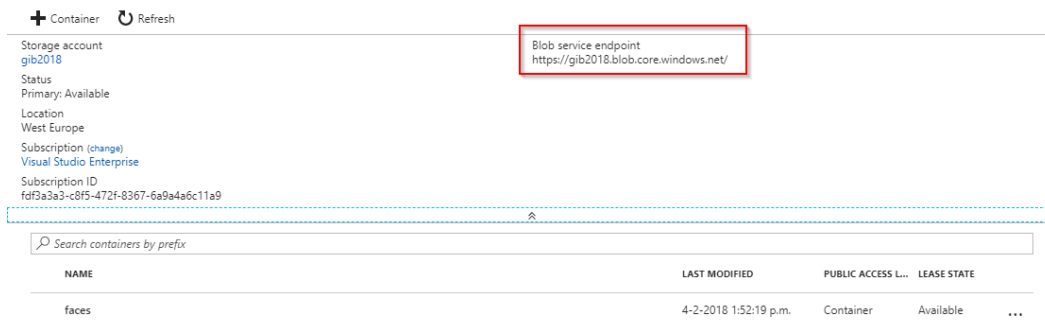 Container Refresh
Storage account
gib2018
Status
Primary: Available
Location
West Europe
Subscription (change)
Visual Studio Enterprise
Subscription ID
fdf3a3a3-c8f5-472f-8367-6a9a4a6c11a9
Blob service endpoint
https://gib2018.blob.core.windows.net/
Search containers by prefix
NAME LAST MODIFIED PUBLIC ACCESS L... LEASE STATE
faces 4-2-2018 1:52:19 p.m. Container Available ...